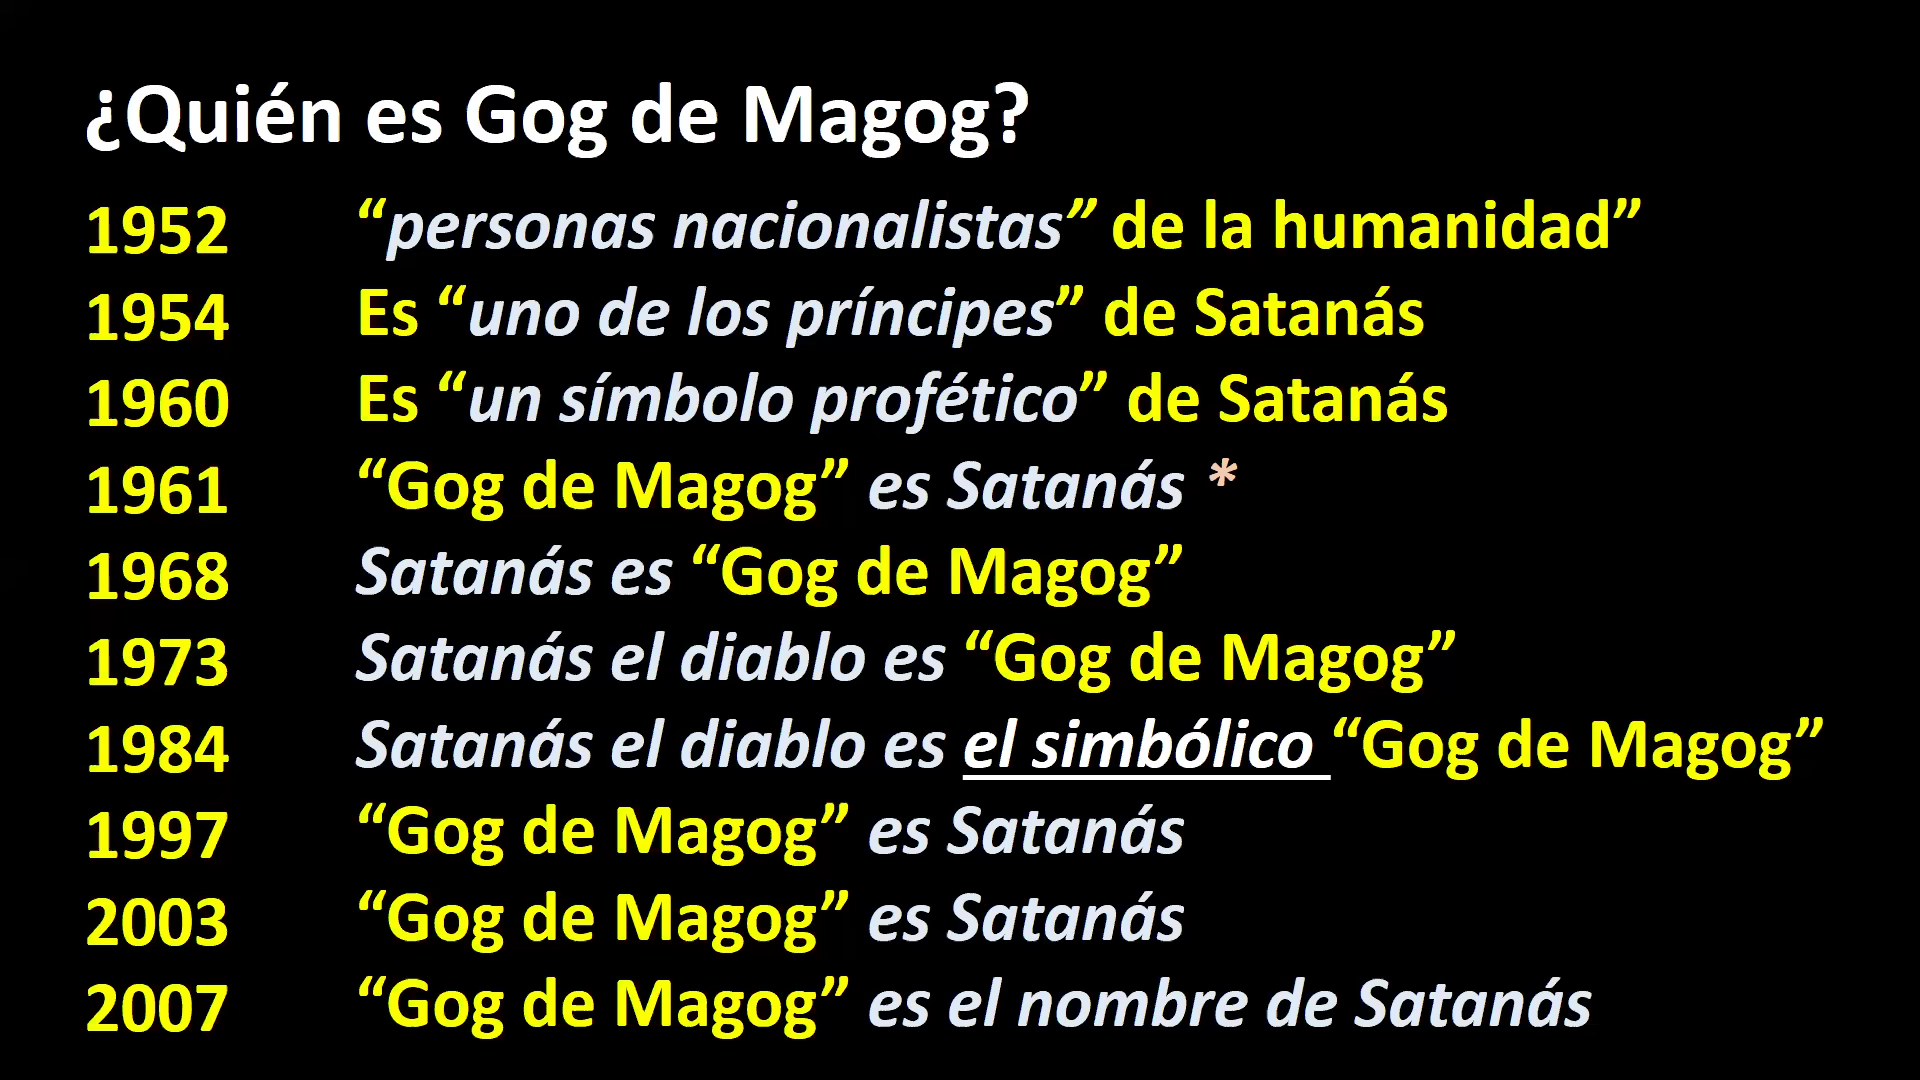 ¿Quién es Gog de Magog?
1952 “personas nacionalistas” de la humanidad”
1954 Es “uno de los príncipes” de Satanás
1960 Es “un símbolo profético” de Satanás
1961 “Gog de Magog” es Satanás *
1968 Satanás es “Gog de Magog”
1973 Satanás el diablo es “Gog de Magog”
1984 Satanás el diablo es el simbólico “Gog de Magog”
1997 “Gog de Magog” es Satanás
2003 “Gog de Magog” es Satanás
2007 “Gog de Magog” es el nombre de Satanás